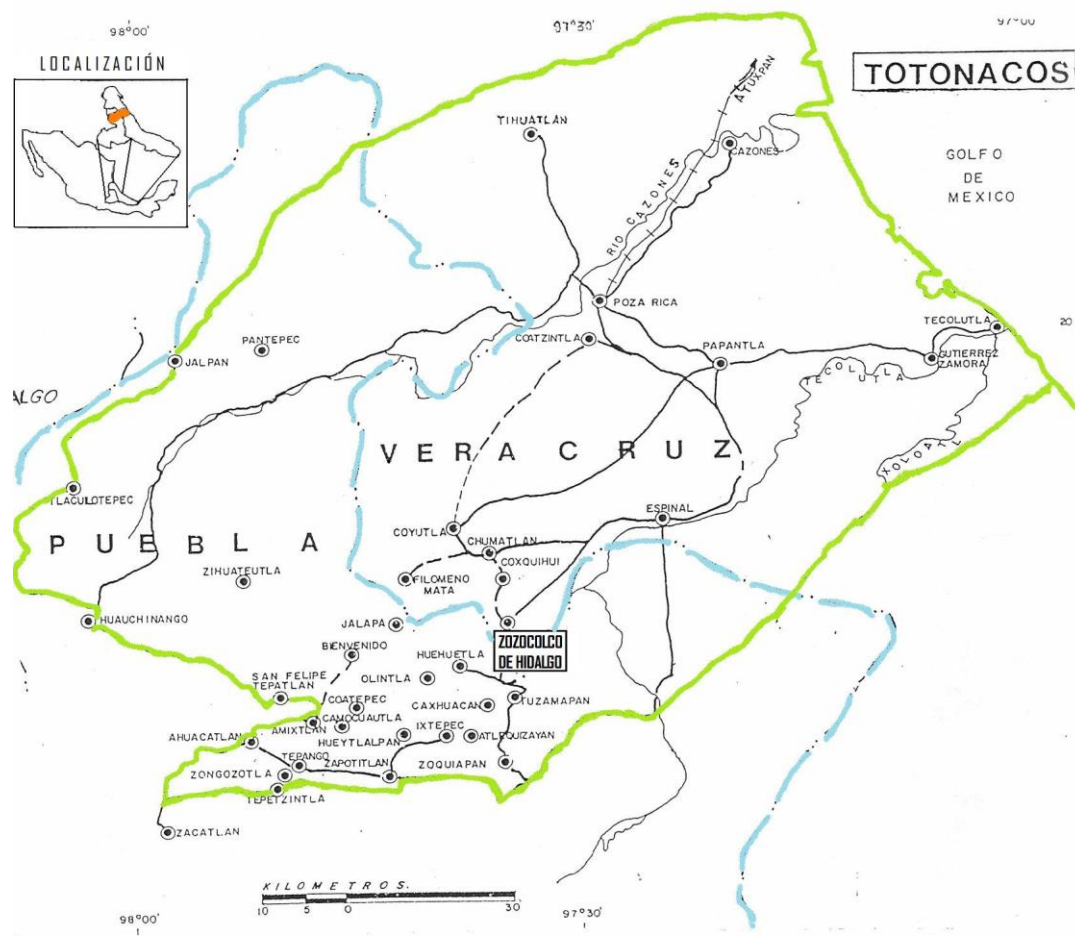 98°00'
97°30'
97°00'
LOCALIZACIÓN
TOTONACOS
GOLFO
DE
MEXICO
ATUXPAN
TIHUATLÁN
CAZONES
RIO CAZONES
POZA RICA
TECOLUTLA
20
COATZINTLA
PAPANTLA
GUTIERREZ
ZAMORA
PANTEPEC
JALPAN
TECOLUTLA
ALGO
VERACRUZ
XOLOATL
TLACULOTEPEC
ESPINAL
COYUTLA
CHUMATLAN
PUEBLA
COXQUIHUI
ZIHUATEUTLA
FILOMENO
MATA
HUAUCHINANGO
JALAPA
ZOZOCOLCO
DE HIDALGO
BIENVENIDO
HUEHUETLA
SAN FELIPE
TEPATLAN
OLINTLA
COATEPEC
CAXHUACAN
TUZAMAPAN
AMIXTLAN
CAMOCUAUTLA
IXTEPEC
AHUACATLAN
HUEYTLALPAN
ATLEQUIZAYAN
TEPANGO
ZAPOTITLAN
ZOQUIAPAN
ZONGOZOTLA
TEPETZINTLA
ZACATLAN
KILOMETROS.
10 5 0 30
98°00'
97°30'